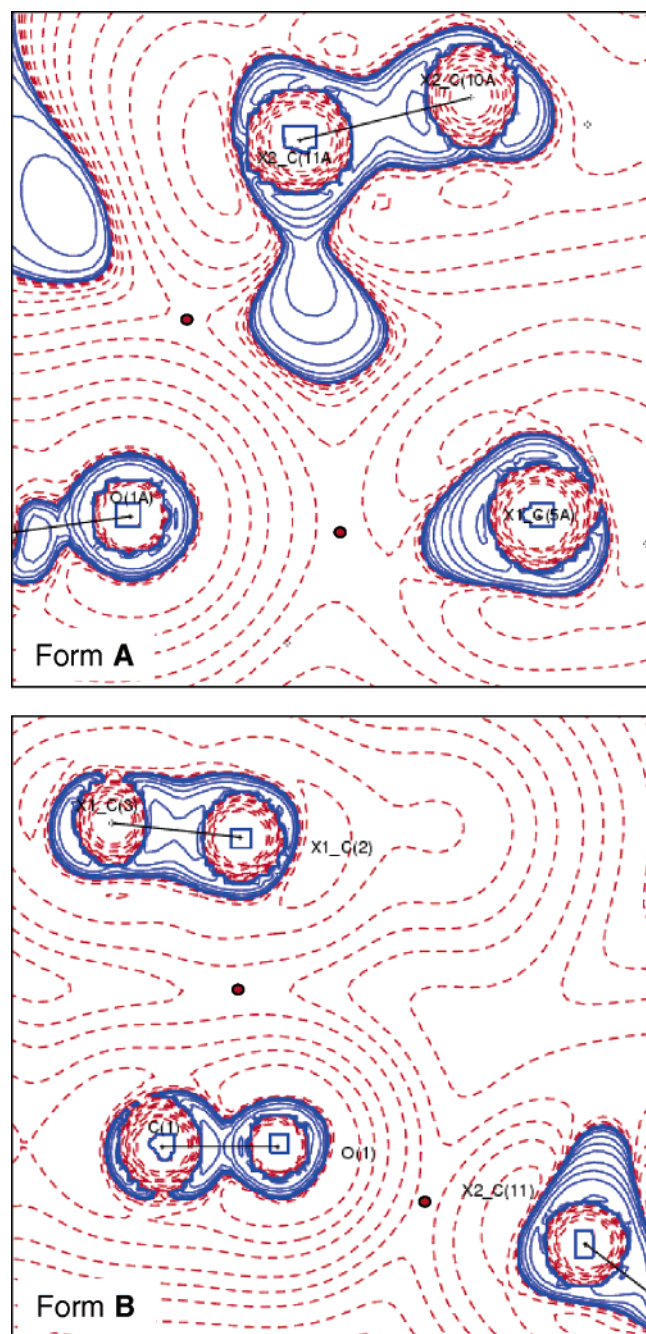 X2_C(10A
X2_C(11A
O(1A)
X1_C(5A)
Form A
X1_C(3)
X1_C(2)
C(1)
O(1)
X2_C(11)
Form B